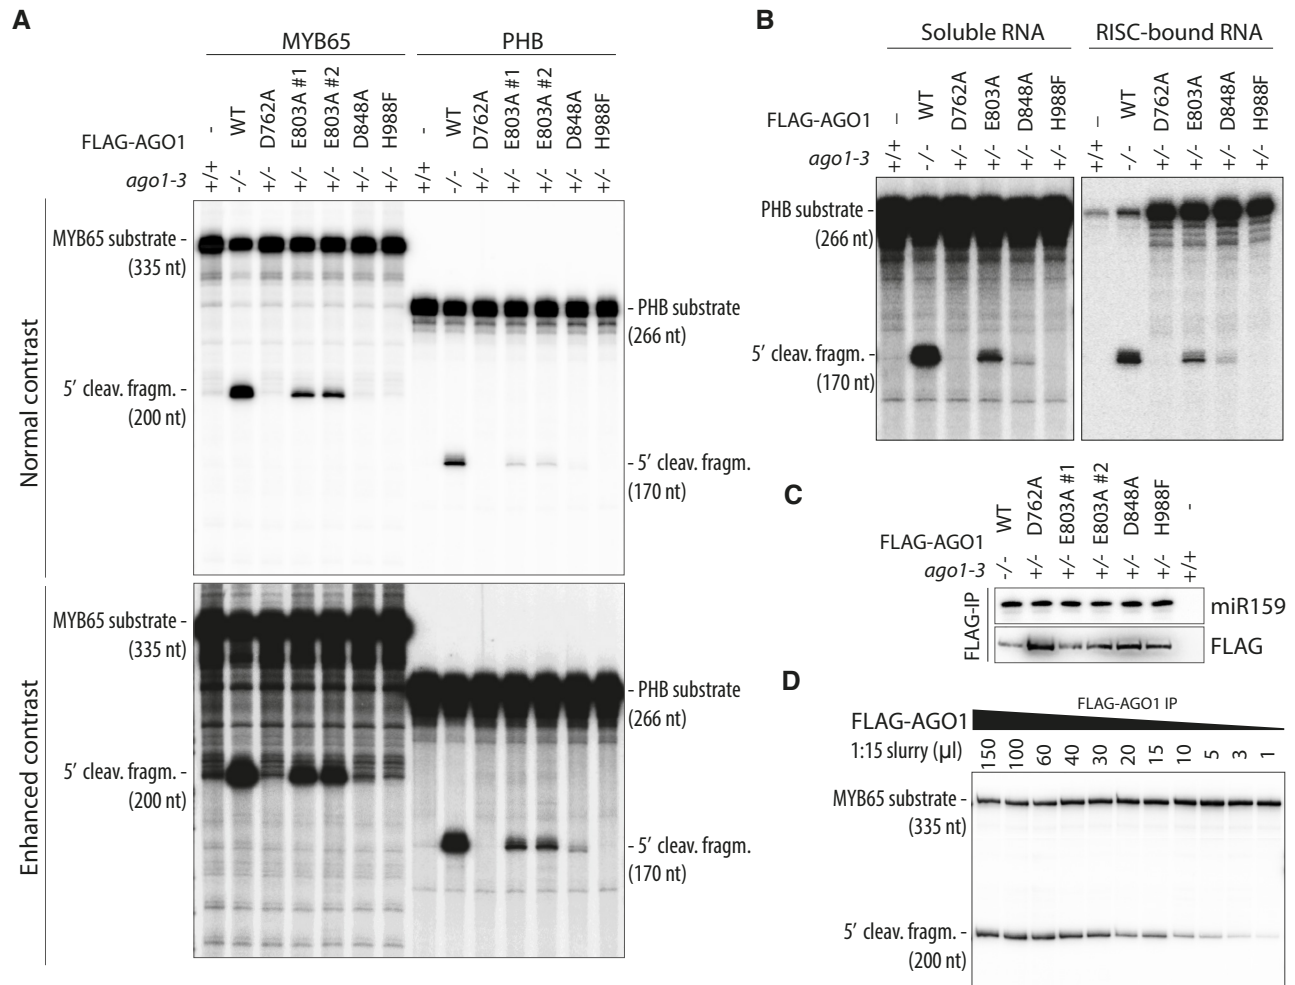 A
MYB65
PHB
FLAG-AGO1
- WT D762A E803A #1 E803A #2 D848A H988F
- WT D762A E803A #1 E803A #2 D848A H988F
ago1-3
+/+ -/- +/- +/- +/- +/- +/-
+/+ -/- +/- +/- +/- +/- +/-
Normal contrast
MYB65 substrate -
(335 nt)
- PHB substrate
(266 nt)
5′ cleav. fragm. -
(200 nt)
- 5′ cleav. fragm.
(170 nt)
Enhanced contrast
MYB65 substrate -
(335 nt)
- PHB substrate
(266 nt)
5′ cleav. fragm. -
(200 nt)
- 5′ cleav. fragm.
(170 nt)
B
Soluble RNA
RISC-bound RNA
FLAG-AGO1
– WT D762A E803A D848A H988F
– WT D762A E803A D848A H988F
ago1-3
+/+ -/- +/- +/- +/- +/-
+/+ -/- +/- +/- +/- +/-
PHB substrate -
(266 nt)
5′ cleav. fragm. -
(170 nt)
C
FLAG-AGO1
WT D762A E803A #1 E803A #2 D848A H988F -
ago1-3
-/- +/- +/- +/- +/- +/- +/+
FLAG-IP
miR159
FLAG
D
FLAG-AGO1 IP
FLAG-AGO1
1:15 slurry (µl)
150 100 60 40 30 20 15 10 5 3 1
MYB65 substrate -
(335 nt)
5′ cleav. fragm. -
(200 nt)